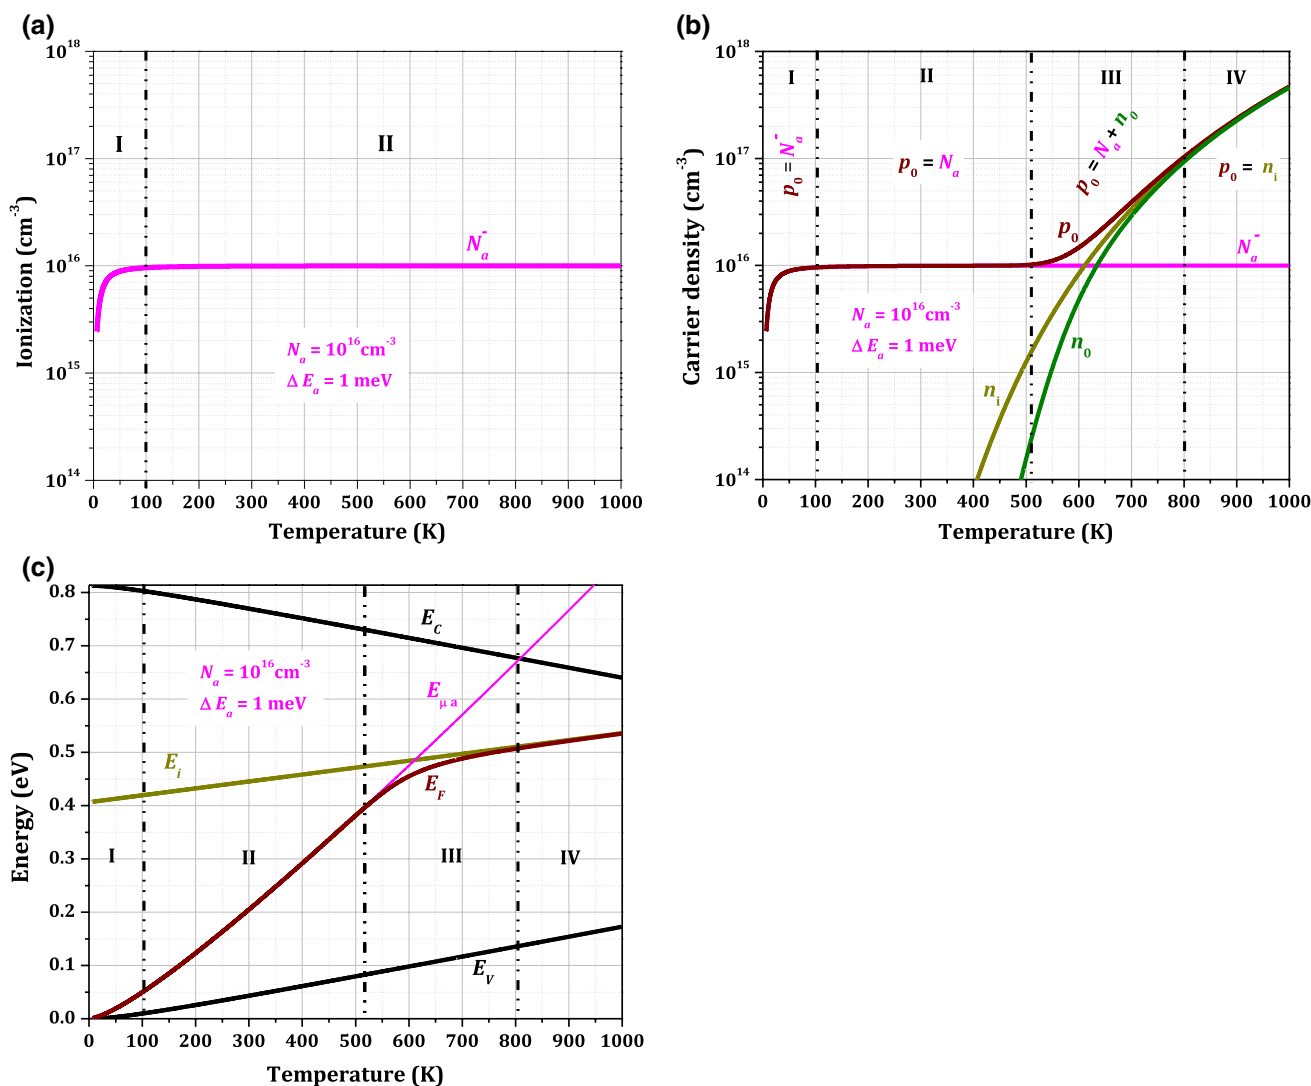 (a)
10^18
10^17
10^16
10^15
10^14
Ionization (cm^-3)
I
II
N_a^-
N_a = 10^16 cm^-3
Δ E_a = 1 meV
0 100 200 300 400 500 600 700 800 900 1000
Temperature (K)
(b)
10^18
10^17
10^16
10^15
10^14
Carrier density (cm^-3)
I
II
III
IV
p_0 = N_a^-
p_0 = N_a
p_0 = N_a^- + n_0
p_0 = n_i
p_0
N_a^-
N_a = 10^16 cm^-3
Δ E_a = 1 meV
n_i
n_0
0 100 200 300 400 500 600 700 800 900 1000
Temperature (K)
(c)
0.8
0.7
0.6
0.5
0.4
0.3
0.2
0.1
0.0
Energy (eV)
E_C
N_a = 10^16 cm^-3
Δ E_a = 1 meV
E_μ a
E_i
E_F
I
II
III
IV
E_V
0 100 200 300 400 500 600 700 800 900 1000
Temperature (K)